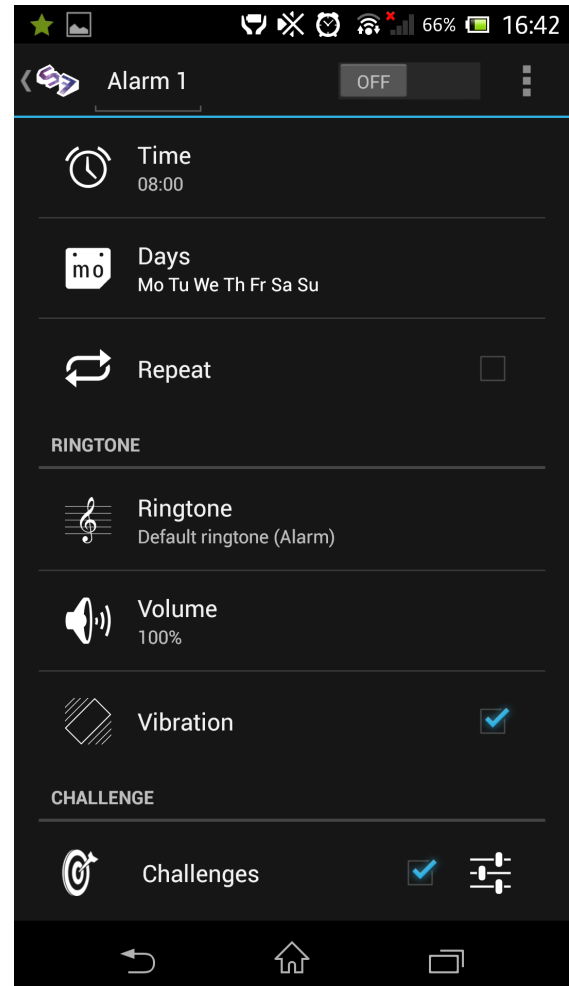 66% 16:42
Alarm 1 OFF
Time
08:00
mo
Days
Mo Tu We Th Fr Sa Su
Repeat
RINGTONE
Ringtone
Default ringtone (Alarm)
Volume
100%
Vibration
CHALLENGE
Challenges